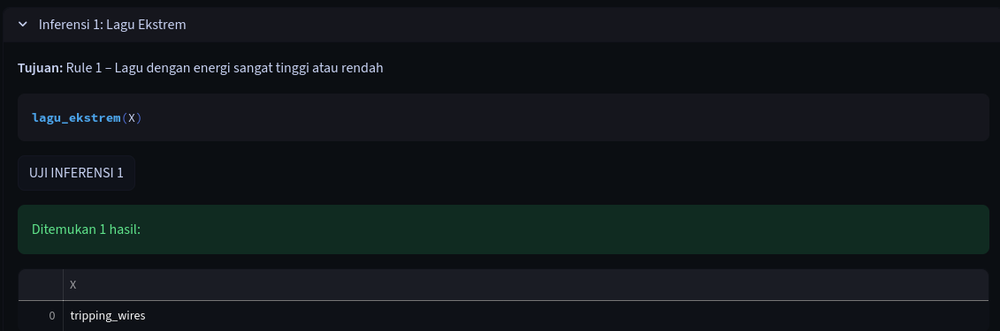 Inferensi 1: Lagu Ekstrem
Tujuan: Rule 1 – Lagu dengan energi sangat tinggi atau rendah
lagu_ekstrem(X)
UJI INFERENSI 1
Ditemukan 1 hasil:
X
0 tripping_wires